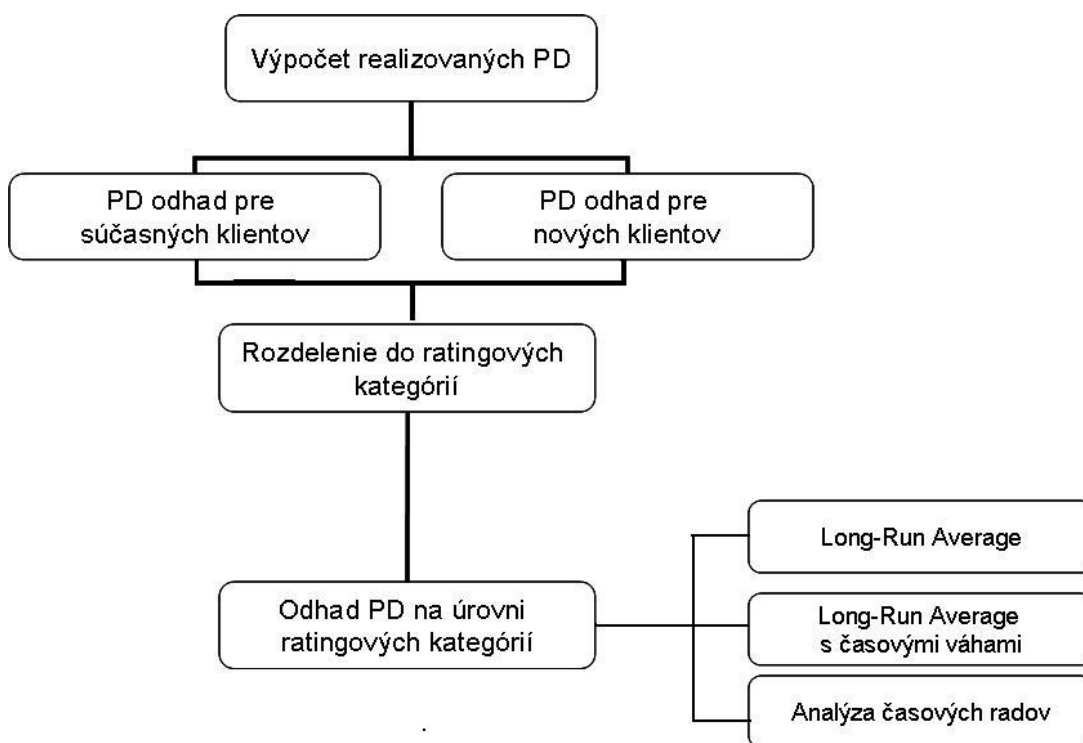 Výpočet realizovaných PD
PD odhad pre
súčasných klientov
PD odhad pre
nových klientov
Rozdelenie do ratingových
kategórií
Odhad PD na úrovni
ratingových kategórií
Long-Run Average
Long-Run Average
s časovými váhami
Analýza časových radov